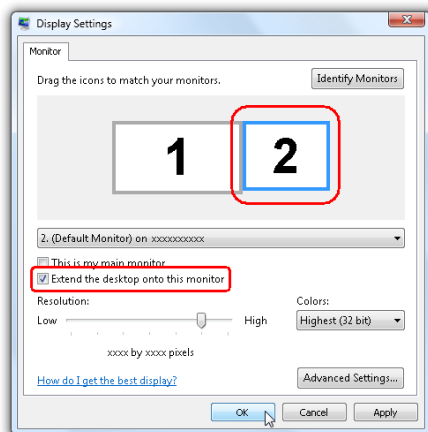 Display Settings
Monitor
Drag the icons to match your monitors.
Identify Monitors
1
2
2. (Default Monitor) on xxxxxxxxxx
This is my main monitor
Extend the desktop onto this monitor
Resolution:
Colors:
Low
High
Highest (32 bit)
xxxx by xxxx pixels
How do I get the best display?
Advanced Settings...
OK
Cancel
Apply